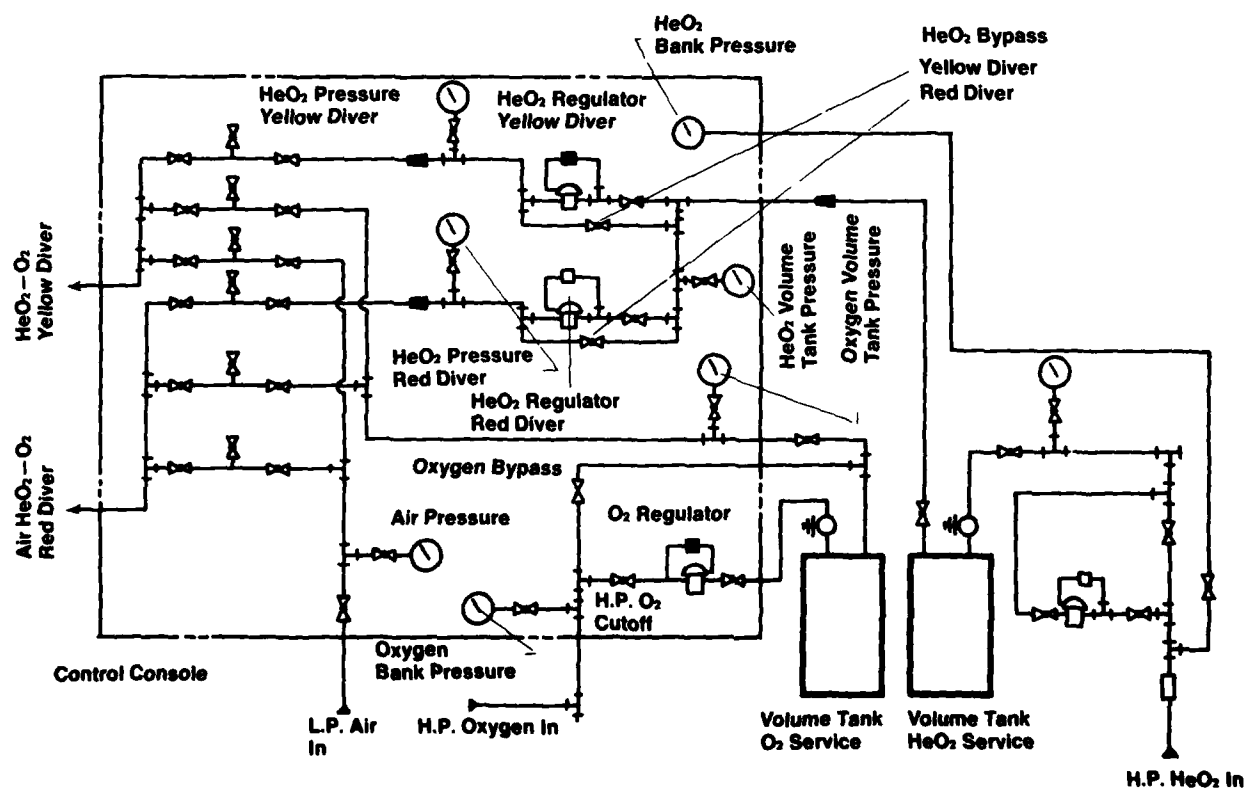 HeO₂
Bank Pressure
HeO₂ Bypass
Yellow Diver
Red Diver
HeO₂ Pressure
Yellow Diver
HeO₂ Regulator
Yellow Diver
HeO₂–O₂
Yellow Diver
HeO₂ Volume
Tank Pressure
Oxygen Volume
Tank Pressure
HeO₂ Pressure
Red Diver
HeO₂ Regulator
Red Diver
Oxygen Bypass
Air HeO₂–O₂
Red Diver
Air Pressure
O₂ Regulator
H.P. O₂
Cutoff
Oxygen
Bank Pressure
Control Console
L.P. Air
In
H.P. Oxygen In
Volume Tank
O₂ Service
Volume Tank
HeO₂ Service
H.P. HeO₂ In